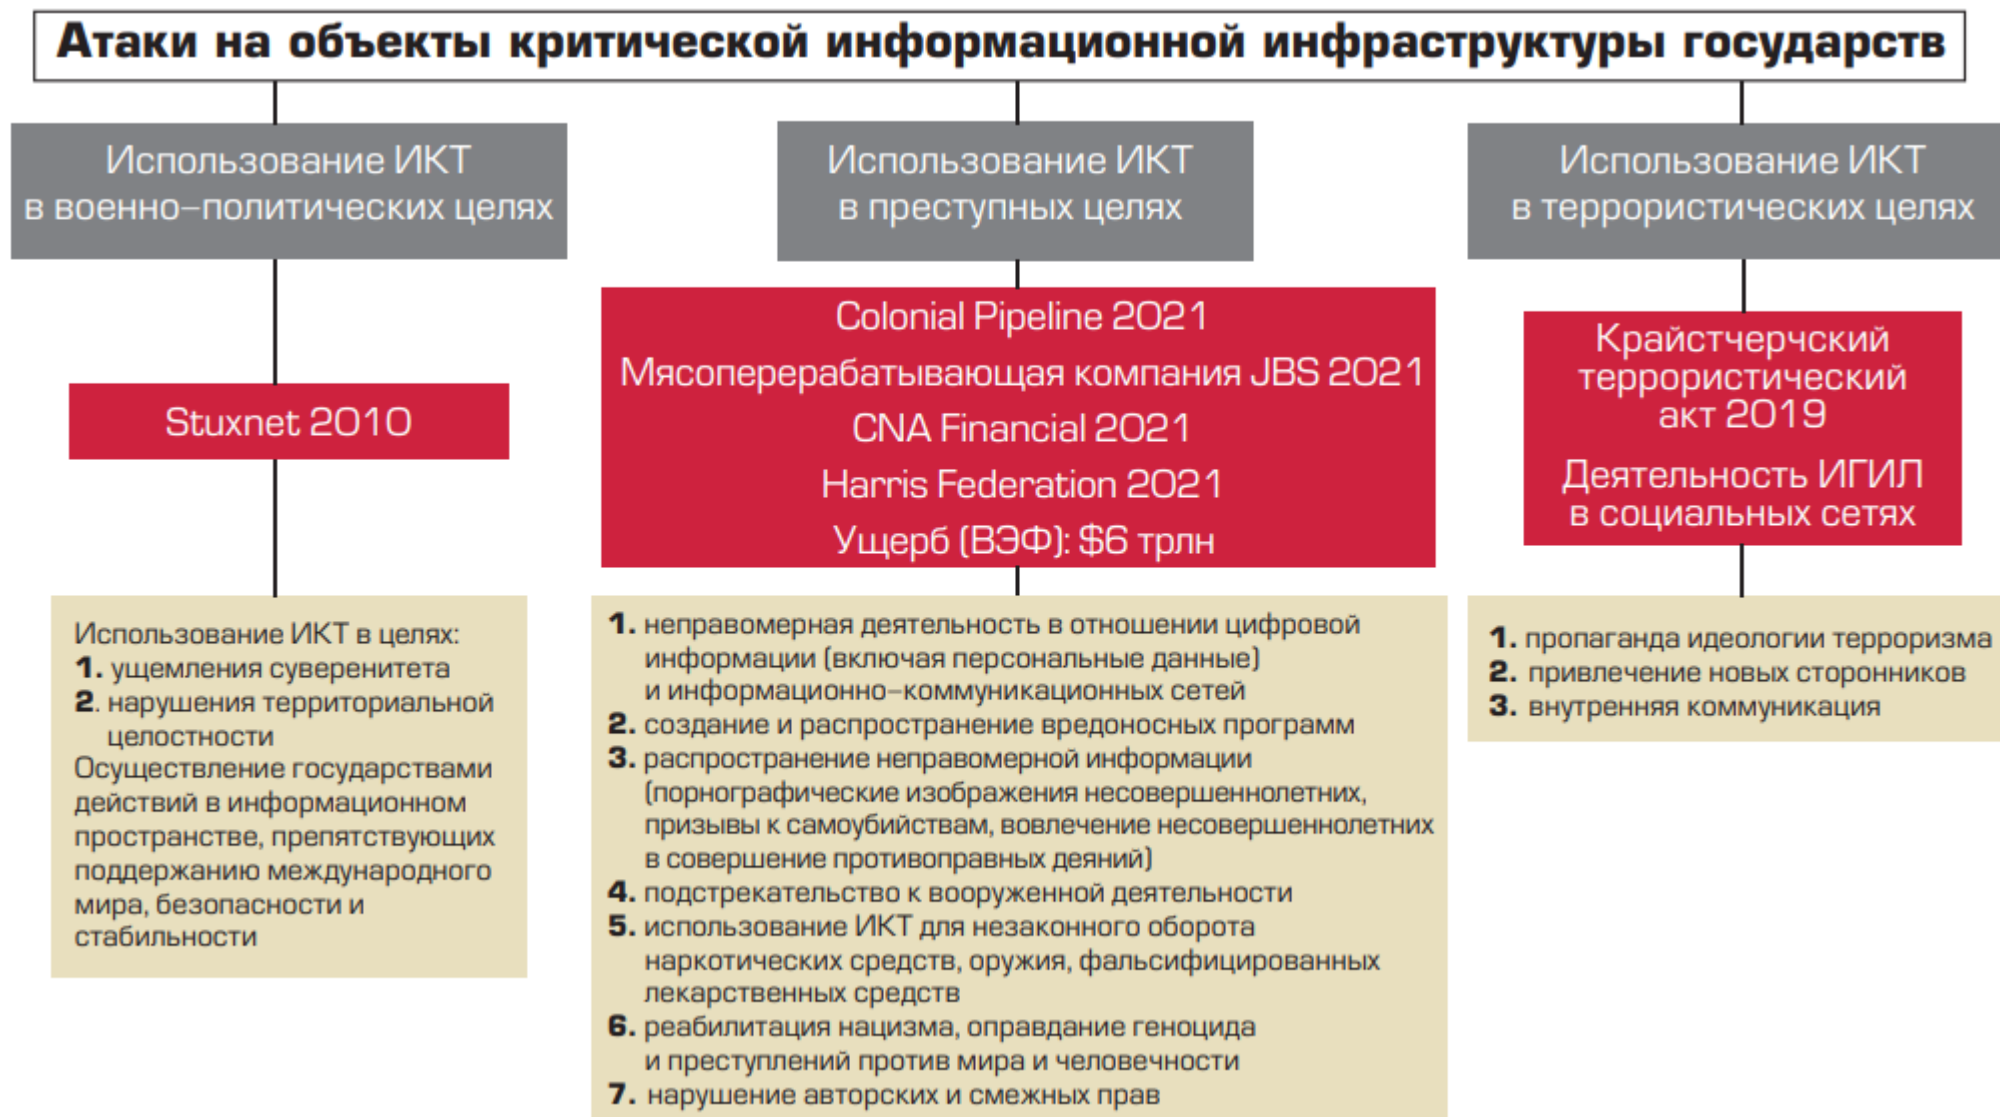 Атаки на объекты критической информационной инфраструктуры государств
Использование ИКТ
в военно–политических целях
Stuxnet 2010
Использование ИКТ в целях:
1. ущемления суверенитета
2. нарушения территориальной
целостности
Осуществление государствами
действий в информационном
пространстве, препятствующих
поддержанию международного
мира, безопасности и
стабильности
Использование ИКТ
в преступных целях
Colonial Pipeline 2021
Мясоперерабатывающая компания JBS 2021
CNA Financial 2021
Harris Federation 2021
Ущерб (ВЭФ): $6 трлн
1. неправомерная деятельность в отношении цифровой
информации (включая персональные данные)
и информационно–коммуникационных сетей
2. создание и распространение вредоносных программ
3. распространение неправомерной информации
(порнографические изображения несовершеннолетних,
призывы к самоубийствам, вовлечение несовершеннолетних
в совершение противоправных деяний)
4. подстрекательство к вооруженной деятельности
5. использование ИКТ для незаконного оборота
наркотических средств, оружия, фальсифицированных
лекарственных средств
6. реабилитация нацизма, оправдание геноцида
и преступлений против мира и человечности
7. нарушение авторских и смежных прав
Использование ИКТ
в террористических целях
Крайстчерчский
террористический
акт 2019
Деятельность ИГИЛ
в социальных сетях
1. пропаганда идеологии терроризма
2. привлечение новых сторонников
3. внутренняя коммуникация